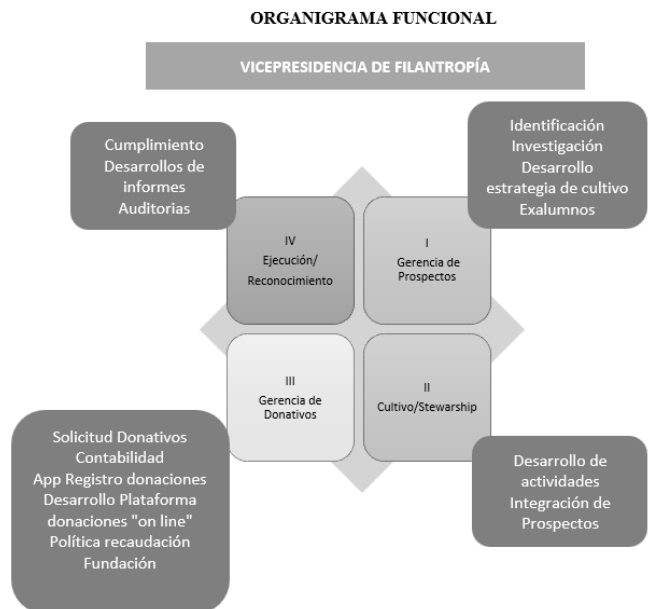 ORGANIGRAMA FUNCIONAL
VICEPRESIDENCIA DE FILANTROPÍA
Cumplimiento
Desarrollos de
informes
Auditorias
Identificación
Investigación
Desarrollo
estrategia de cultivo
Exalumnos
IV
Ejecución/
Reconocimiento
I
Gerencia de
Prospectos
III
Gerencia de
Donativos
II
Cultivo/Stewarship
Solicitud Donativos
Contabilidad
App Registro donaciones
Desarrollo Plataforma
donaciones "on line"
Política recaudación
Fundación
Desarrollo de
actividades
Integración de
Prospectos